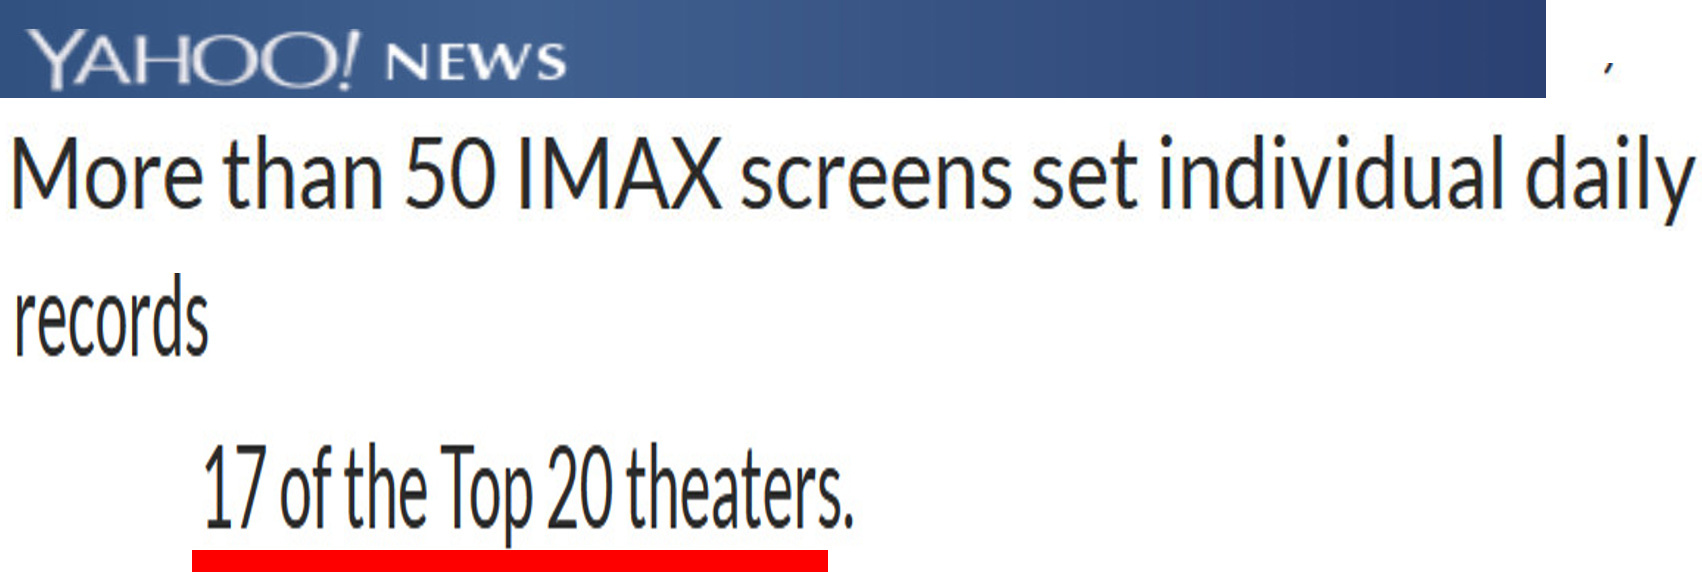 YAHOO! NEWS
,
More than 50 IMAX screens set individual daily
records
17 of the Top 20 theaters.